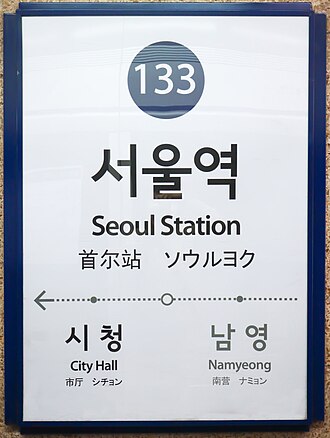 133
서울역
Seoul Station
首尔站 ソウルヨク
시청 남영
City Hall Namyeong
市厅 シチョン 南营 ナミョン